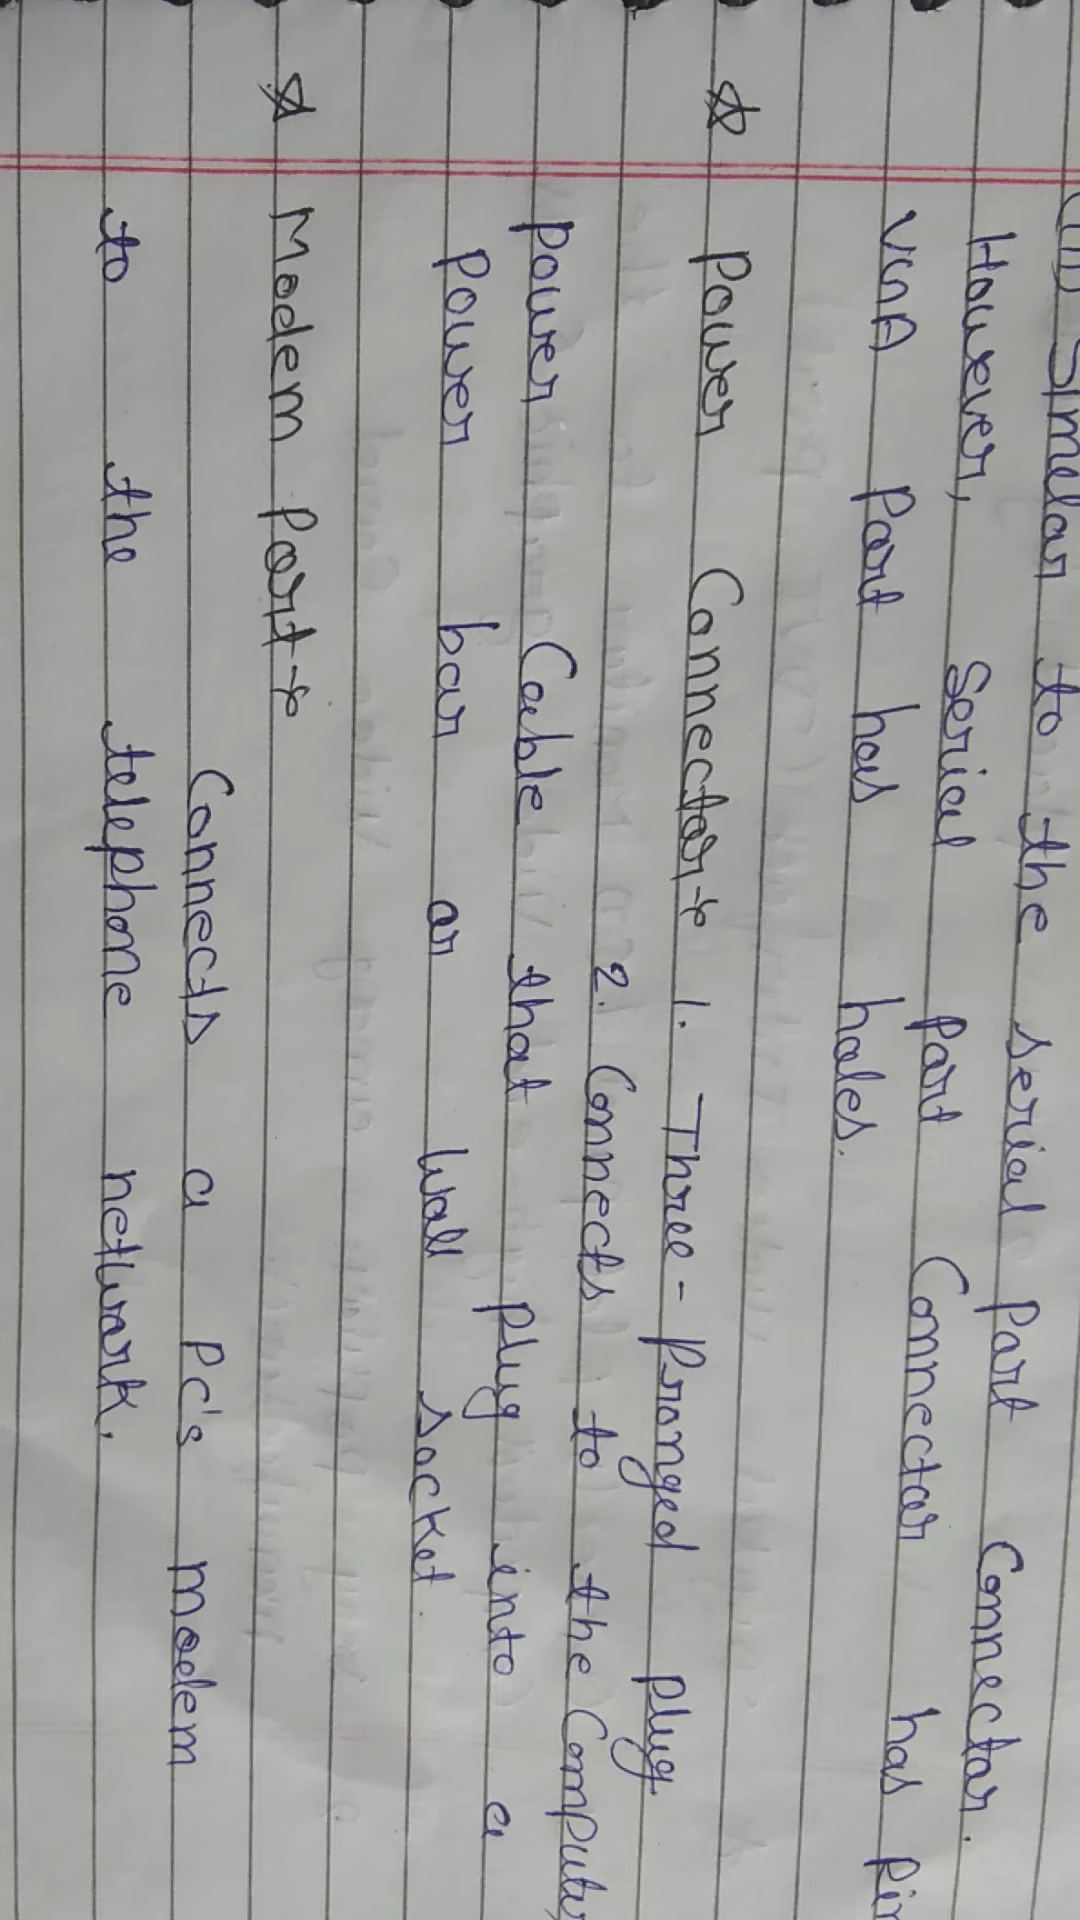 (iii) Simelar to the serial Port Connector.
However, Serial Port Connector has Pin
VGA Port has holes.
☆ Power Connector→ 1. Three-Pronged plug
2. Connects to the Computer
Power Cable that plug into a
Power bar or Wall socket.
☆ Modem Port→
Connects a PC's modem
to the telephone network.